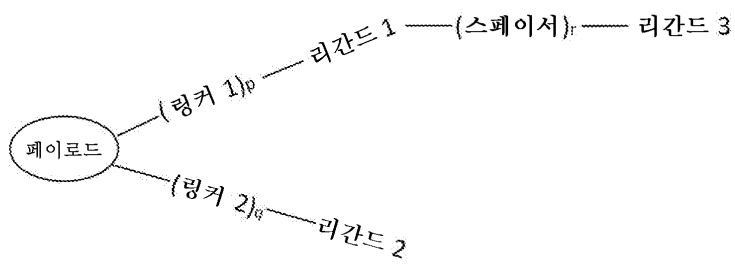 리간드 1 — (스페이서)r — 리간드 3
(링커 1)p
페이로드
(링커 2)q
리간드 2